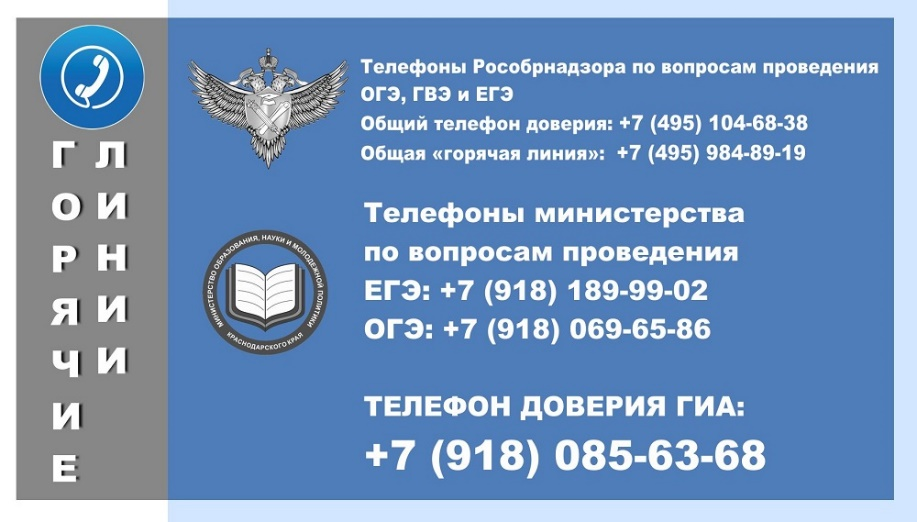 ГОРЯЧИЕ
ЛИНИИ
Телефоны Рособрнадзора по вопросам проведения
ОГЭ, ГВЭ и ЕГЭ
Общий телефон доверия: +7 (495) 104-68-38
Общая «горячая линия»: +7 (495) 984-89-19
МИНИСТЕРСТВО ОБРАЗОВАНИЯ, НАУКИ И МОЛОДЕЖНОЙ ПОЛИТИКИ
КРАСНОДАРСКОГО КРАЯ
Телефоны министерства
по вопросам проведения
ЕГЭ: +7 (918) 189-99-02
ОГЭ: +7 (918) 069-65-86
ТЕЛЕФОН ДОВЕРИЯ ГИА:
+7 (918) 085-63-68